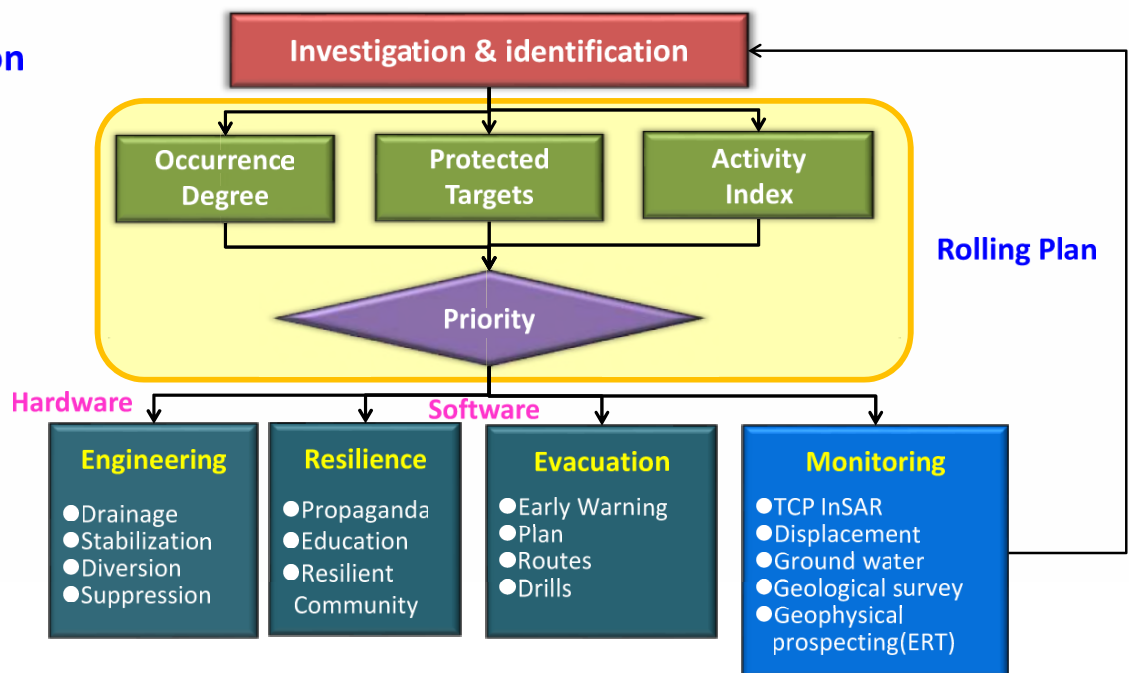 on
Investigation & identification
Occurrence
Degree
Protected
Targets
Activity
Index
Rolling Plan
Priority
Hardware
Software
Engineering
●Drainage
●Stabilization
●Diversion
●Suppression
Resilience
●Propaganda
●Education
●Resilient
Community
Evacuation
●Early Warning
●Plan
●Routes
●Drills
Monitoring
●TCP InSAR
●Displacement
●Ground water
●Geological survey
●Geophysical
prospecting(ERT)